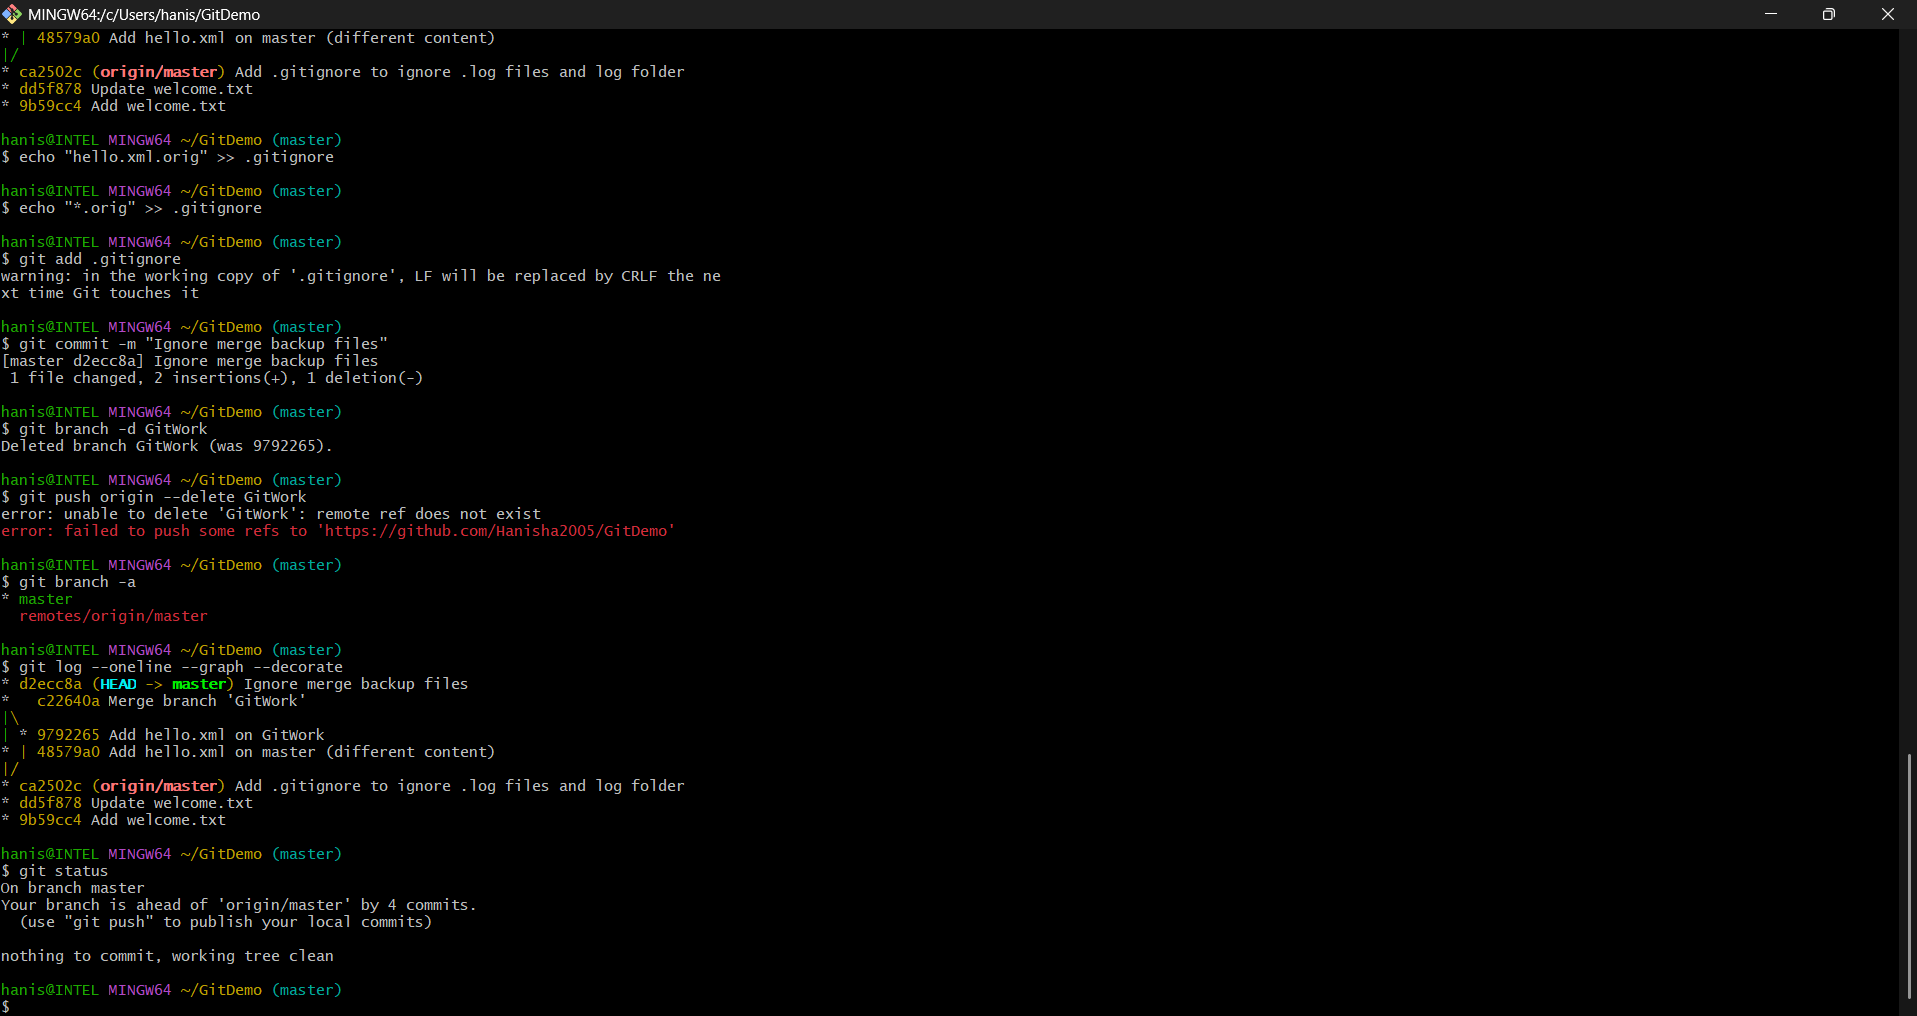 MINGW64:/c/Users/hanis/GitDemo
* | 48579a0 Add hello.xml on master (different content)
|/
* ca2502c (origin/master) Add .gitignore to ignore .log files and log folder
* dd5f878 Update welcome.txt
* 9b59cc4 Add welcome.txt
hanis@INTEL MINGW64 ~/GitDemo (master)
$ echo "hello.xml.orig" >> .gitignore
hanis@INTEL MINGW64 ~/GitDemo (master)
$ echo "*.orig" >> .gitignore
hanis@INTEL MINGW64 ~/GitDemo (master)
$ git add .gitignore
warning: in the working copy of '.gitignore', LF will be replaced by CRLF the ne
xt time Git touches it
hanis@INTEL MINGW64 ~/GitDemo (master)
$ git commit -m "Ignore merge backup files"
[master d2ecc8a] Ignore merge backup files
 1 file changed, 2 insertions(+), 1 deletion(-)
hanis@INTEL MINGW64 ~/GitDemo (master)
$ git branch -d GitWork
Deleted branch GitWork (was 9792265).
hanis@INTEL MINGW64 ~/GitDemo (master)
$ git push origin --delete GitWork
error: unable to delete 'GitWork': remote ref does not exist
error: failed to push some refs to 'https://github.com/Hanisha2005/GitDemo'
hanis@INTEL MINGW64 ~/GitDemo (master)
$ git branch -a
* master
  remotes/origin/master
hanis@INTEL MINGW64 ~/GitDemo (master)
$ git log --oneline --graph --decorate
* d2ecc8a (HEAD -> master) Ignore merge backup files
*   c22640a Merge branch 'GitWork'
|\
| * 9792265 Add hello.xml on GitWork
* | 48579a0 Add hello.xml on master (different content)
|/
* ca2502c (origin/master) Add .gitignore to ignore .log files and log folder
* dd5f878 Update welcome.txt
* 9b59cc4 Add welcome.txt
hanis@INTEL MINGW64 ~/GitDemo (master)
$ git status
On branch master
Your branch is ahead of 'origin/master' by 4 commits.
  (use "git push" to publish your local commits)
nothing to commit, working tree clean
hanis@INTEL MINGW64 ~/GitDemo (master)
$